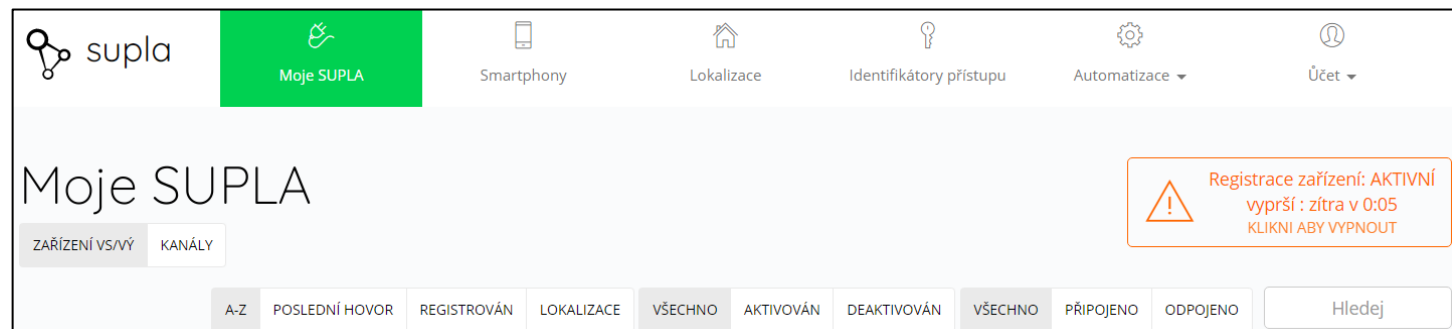 supla
Moje SUPLA
Smartphony
Lokalizace
Identifikátory přístupu
Automatizace
Účet
Moje SUPLA
Registrace zařízení: AKTIVNÍ
vyprší : zítra v 0:05
KLIKNI ABY VYPNOUT
ZAŘÍZENÍ VS/VÝ KANÁLY
A-Z POSLEDNÍ HOVOR REGISTROVÁN LOKALIZACE VŠECHNO AKTIVOVÁN DEAKTIVOVÁN VŠECHNO PŘIPOJENO ODPOJENO Hledej